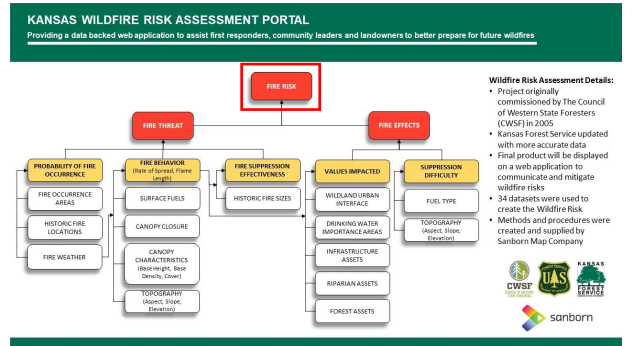 KANSAS WILDFIRE RISK ASSESSMENT PORTAL
Providing a data backed web application to assist first responders, community leaders and landowners to better prepare for future wildfires
FIRE RISK
FIRE THREAT
FIRE EFFECTS
PROBABILITY OF FIRE
OCCURRENCE
FIRE OCCURRENCE
AREAS
HISTORIC FIRE
LOCATIONS
FIRE WEATHER
FIRE BEHAVIOR
(Rate of Spread, Flame
Length)
SURFACE FUELS
CANOPY CLOSURE
CANOPY
CHARACTERISTICS
(Base Height, Base
Density, Cover)
TOPOGRAPHY
(Aspect, Slope,
Elevation)
FIRE SUPPRESSION
EFFECTIVENESS
HISTORIC FIRE SIZES
VALUES IMPACTED
WILDLAND URBAN
INTERFACE
DRINKING WATER
IMPORTANCE AREAS
INFRASTRUCTURE
ASSETS
RIPARIAN ASSETS
FOREST ASSETS
SUPPRESSION
DIFFICULTY
FUEL TYPE
TOPOGRAPHY
(Aspect, Slope,
Elevation)
Wildfire Risk Assessment Details:
• Project originally
commissioned by The Council
of Western State Foresters
(CWSF) in 2005
• Kansas Forest Service updated
with more accurate data
• Final product will be displayed
on a web application to
communicate and mitigate
wildfire risks
• 34 datasets were used to
create the Wildfire Risk
• Methods and procedures were
created and supplied by
Sanborn Map Company
CWSF
FOREST SERVICE
US
KANSAS
FOREST
SERVICE
sanborn